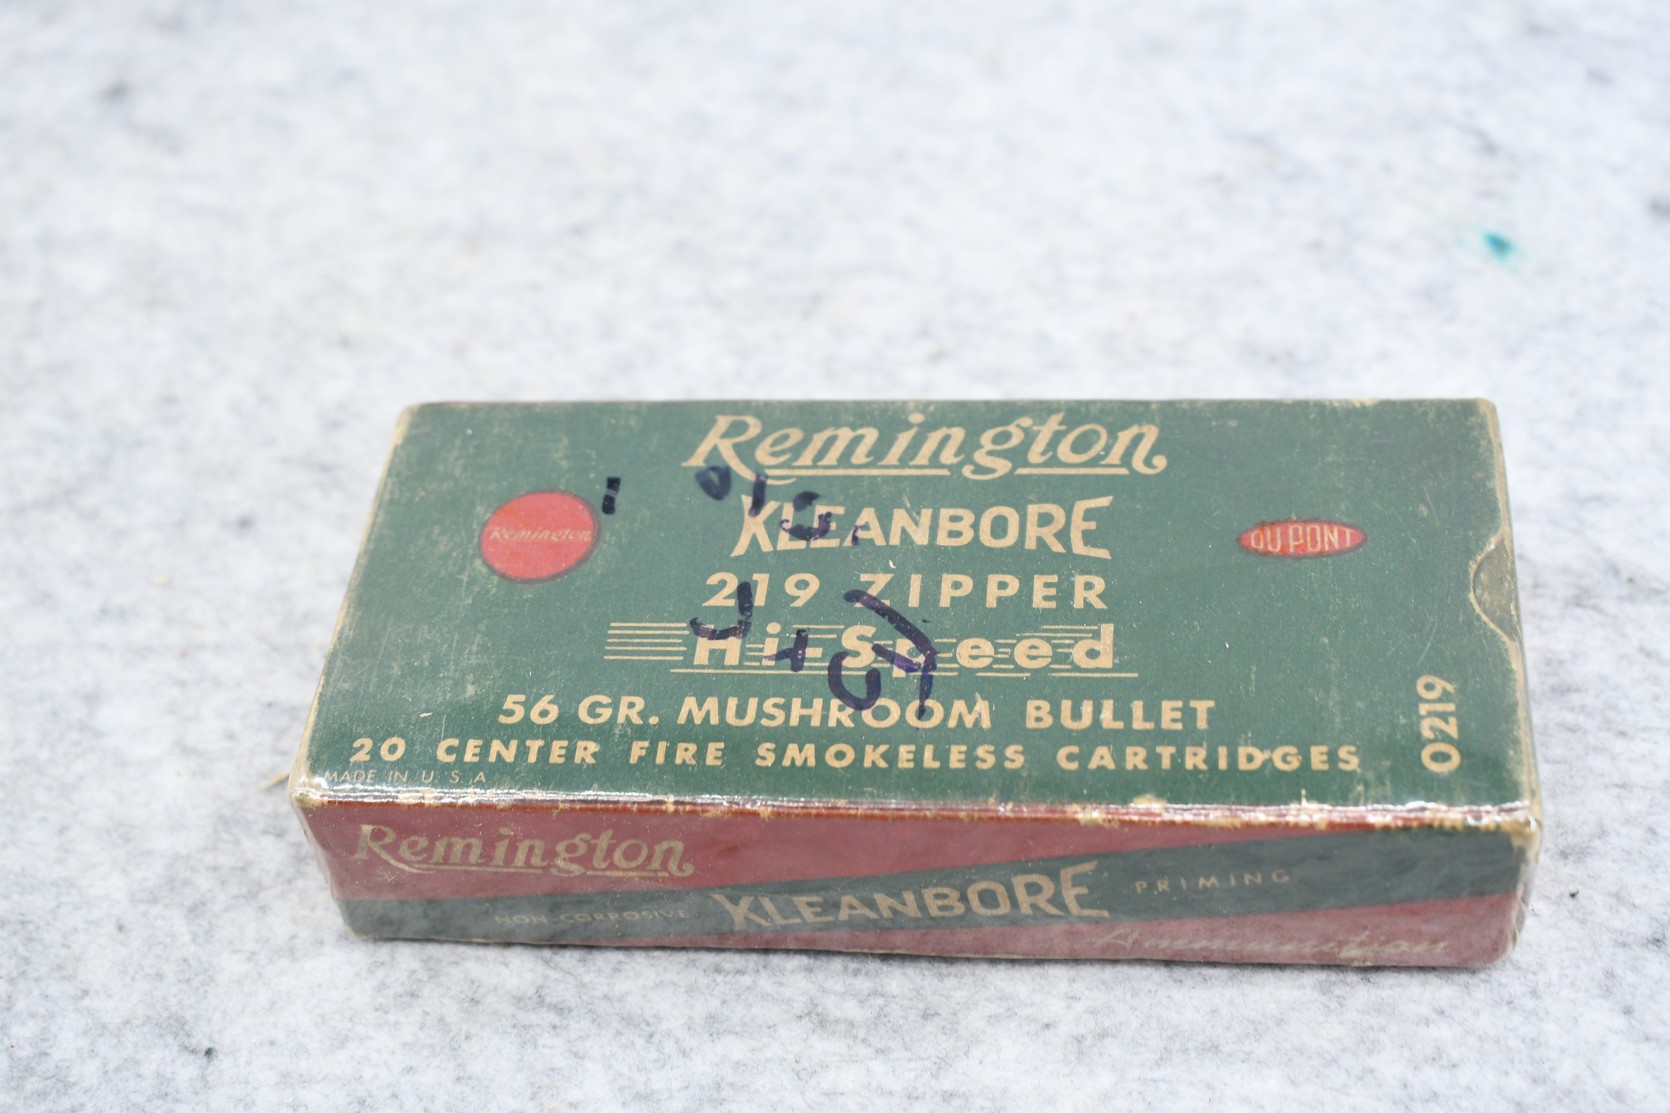 Remington
Remington
KLEANBORE
DU PONT
219 ZIPPER
Hi-Speed
56 GR. MUSHROOM BULLET
20 CENTER FIRE SMOKELESS CARTRIDGES
0219
MADE IN U.S.A.
Remington
NON-CORROSIVE KLEANBORE PRIMING
Ammunition